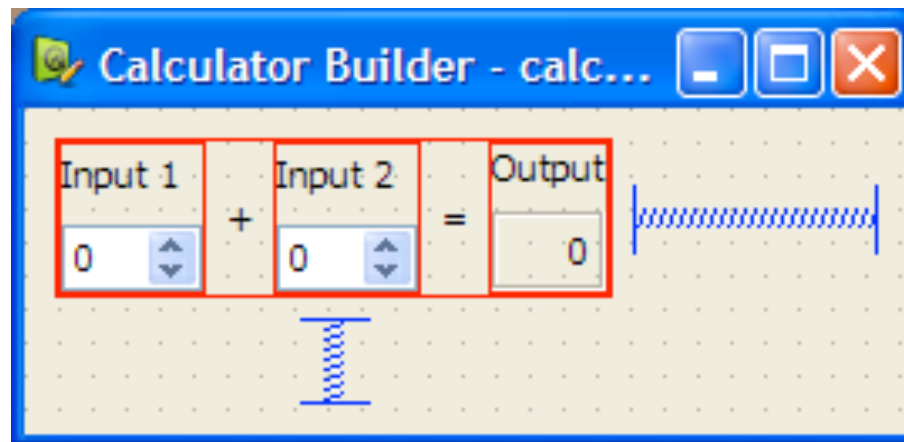 Calculator Builder - calc...
Input 1 Input 2 Output
0 + 0 = 0